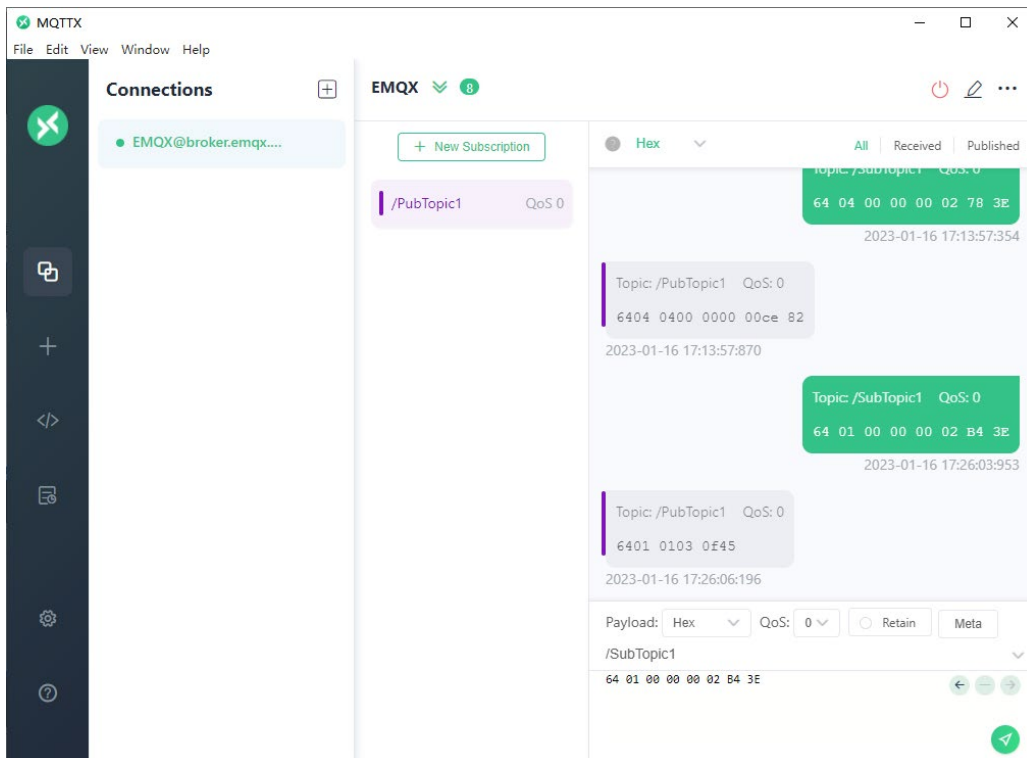 MQTTX
File Edit View Window Help
Connections
EMQX@broker.emqx....
EMQX 8
+ New Subscription
/PubTopic1 QoS 0
Hex
All Received Published
Topic: /SubTopic1 QoS: 0
64 04 00 00 00 02 78 3E
2023-01-16 17:13:57:354
Topic: /PubTopic1 QoS: 0
6404 0400 0000 00ce 82
2023-01-16 17:13:57:870
Topic: /SubTopic1 QoS: 0
64 01 00 00 00 02 B4 3E
2023-01-16 17:26:03:953
Topic: /PubTopic1 QoS: 0
6401 0103 0f45
2023-01-16 17:26:06:196
Payload: Hex QoS: 0 Retain Meta
/SubTopic1
64 01 00 00 00 02 B4 3E